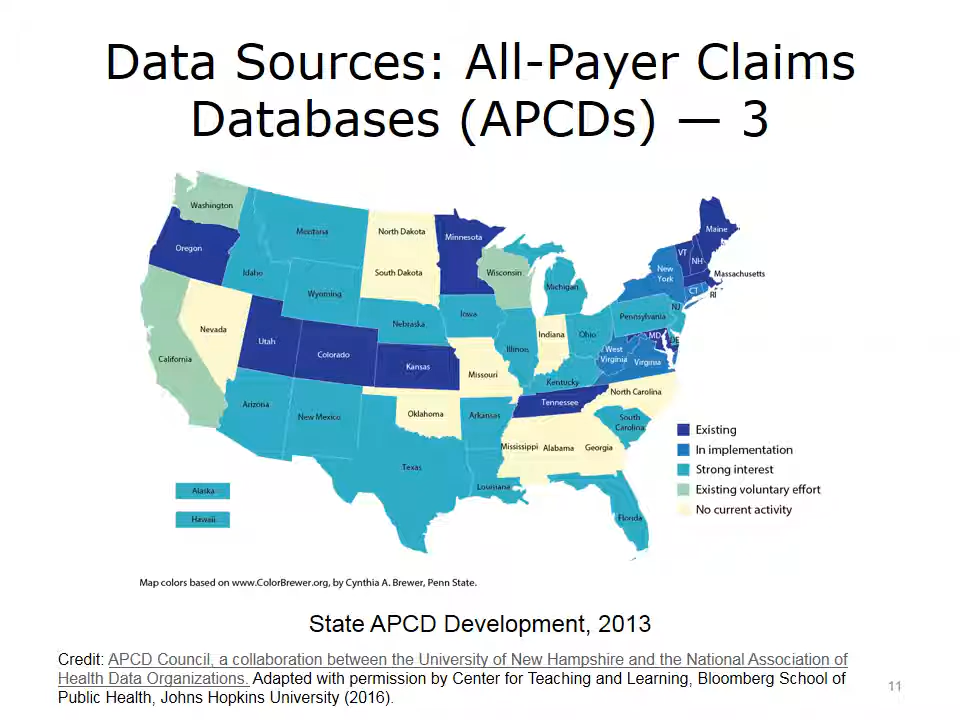 Data Sources: All-Payer Claims
Databases (APCDs) — 3
Washington
Oregon
Montana
North Dakota
Minnesota
Maine
VT
NH
Idaho
South Dakota
Wisconsin
New
York
Massachusetts
CT
RI
Wyoming
Michigan
Nevada
Nebraska
Iowa
Pennsylvania
NJ
Utah
Colorado
Illinois
Indiana
Ohio
MD
DE
California
Kansas
Missouri
West
Virginia
Virginia
Kentucky
Arizona
New Mexico
Oklahoma
Arkansas
Tennessee
North Carolina
South
Carolina
Mississippi
Alabama
Georgia
Texas
Louisiana
Florida
Alaska
Hawaii
Existing
In implementation
Strong interest
Existing voluntary effort
No current activity
Map colors based on www.ColorBrewer.org, by Cynthia A. Brewer, Penn State.
State APCD Development, 2013
Credit: APCD Council, a collaboration between the University of New Hampshire and the National Association of
Health Data Organizations. Adapted with permission by Center for Teaching and Learning, Bloomberg School of
Public Health, Johns Hopkins University (2016).
11